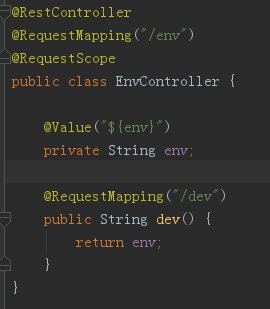 @RestController
@RequestMapping("/env")
@RequestScope
public class EnvController {
@Value("${env}")
private String env;
@RequestMapping("/dev")
public String dev() {
return env;
}
}